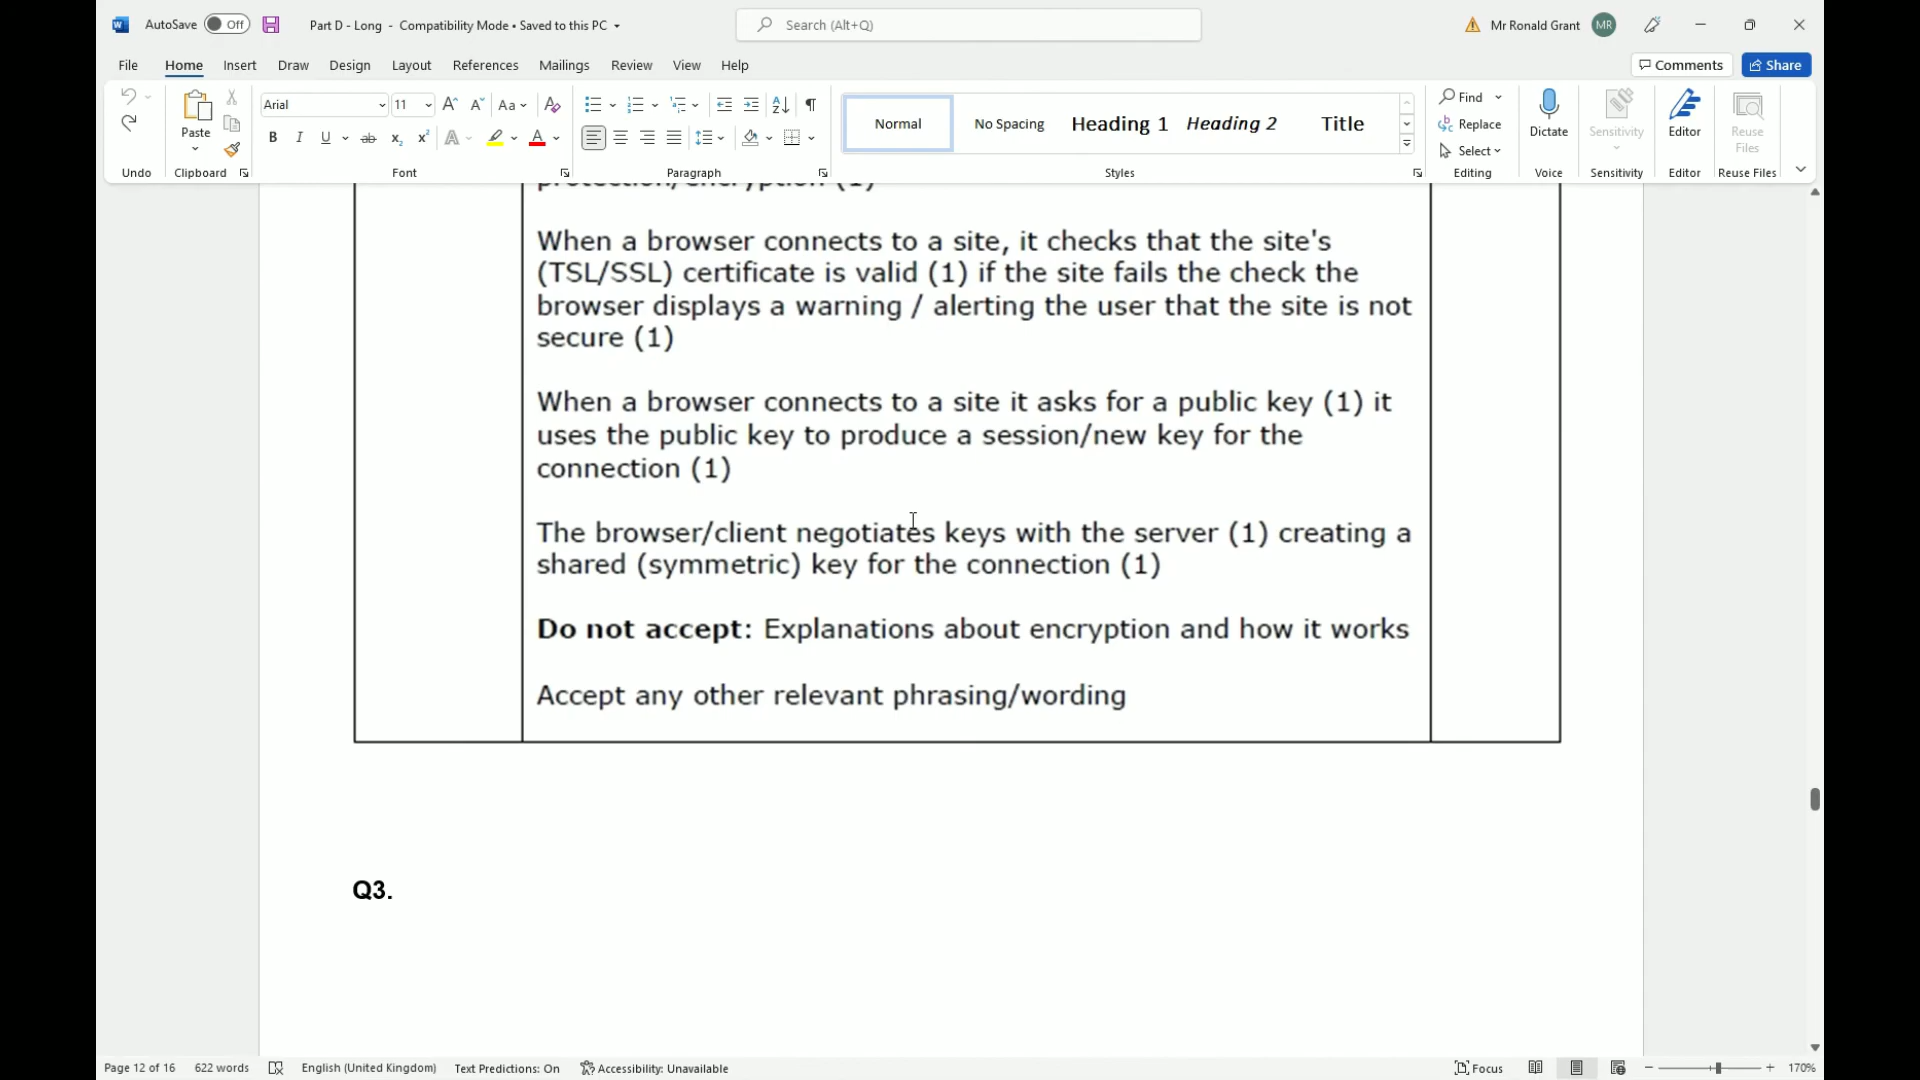 AutoSave Off Part D - Long - Compatibility Mode • Saved to this PC Search (Alt+Q) Mr Ronald Grant MR
File Home Insert Draw Design Layout References Mailings Review View Help Comments Share
Arial 11 Aa Normal No Spacing Heading 1 Heading 2 Title Find
Paste Replace Dictate Sensitivity Editor Reuse Files
B I U ab x₂ x² A A Select
Undo Clipboard Font Paragraph Styles Editing Voice Sensitivity Editor Reuse Files
protection/encryption (1)
When a browser connects to a site, it checks that the site's
(TSL/SSL) certificate is valid (1) if the site fails the check the
browser displays a warning / alerting the user that the site is not
secure (1)
When a browser connects to a site it asks for a public key (1) it
uses the public key to produce a session/new key for the
connection (1)
The browser/client negotiates keys with the server (1) creating a
shared (symmetric) key for the connection (1)
Do not accept: Explanations about encryption and how it works
Accept any other relevant phrasing/wording
Q3.
Page 12 of 16 622 words English (United Kingdom) Text Predictions: On Accessibility: Unavailable Focus 170%